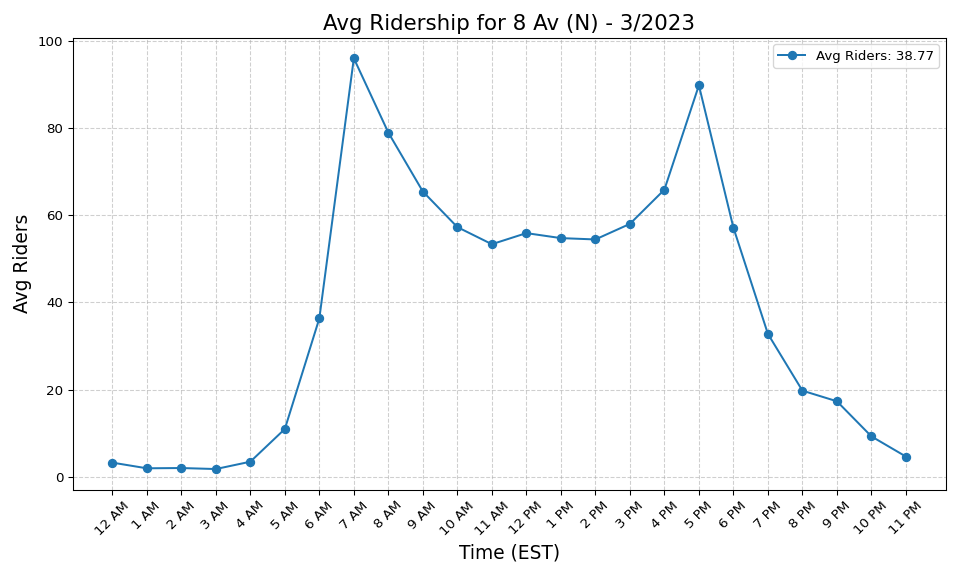 Avg Ridership for 8 Av (N) - 3/2023
Avg Riders: 38.77
Avg Riders
100
80
60
40
20
0
12 AM
1 AM
2 AM
3 AM
4 AM
5 AM
6 AM
7 AM
8 AM
9 AM
10 AM
11 AM
12 PM
1 PM
2 PM
3 PM
4 PM
5 PM
6 PM
7 PM
8 PM
9 PM
10 PM
11 PM
Time (EST)